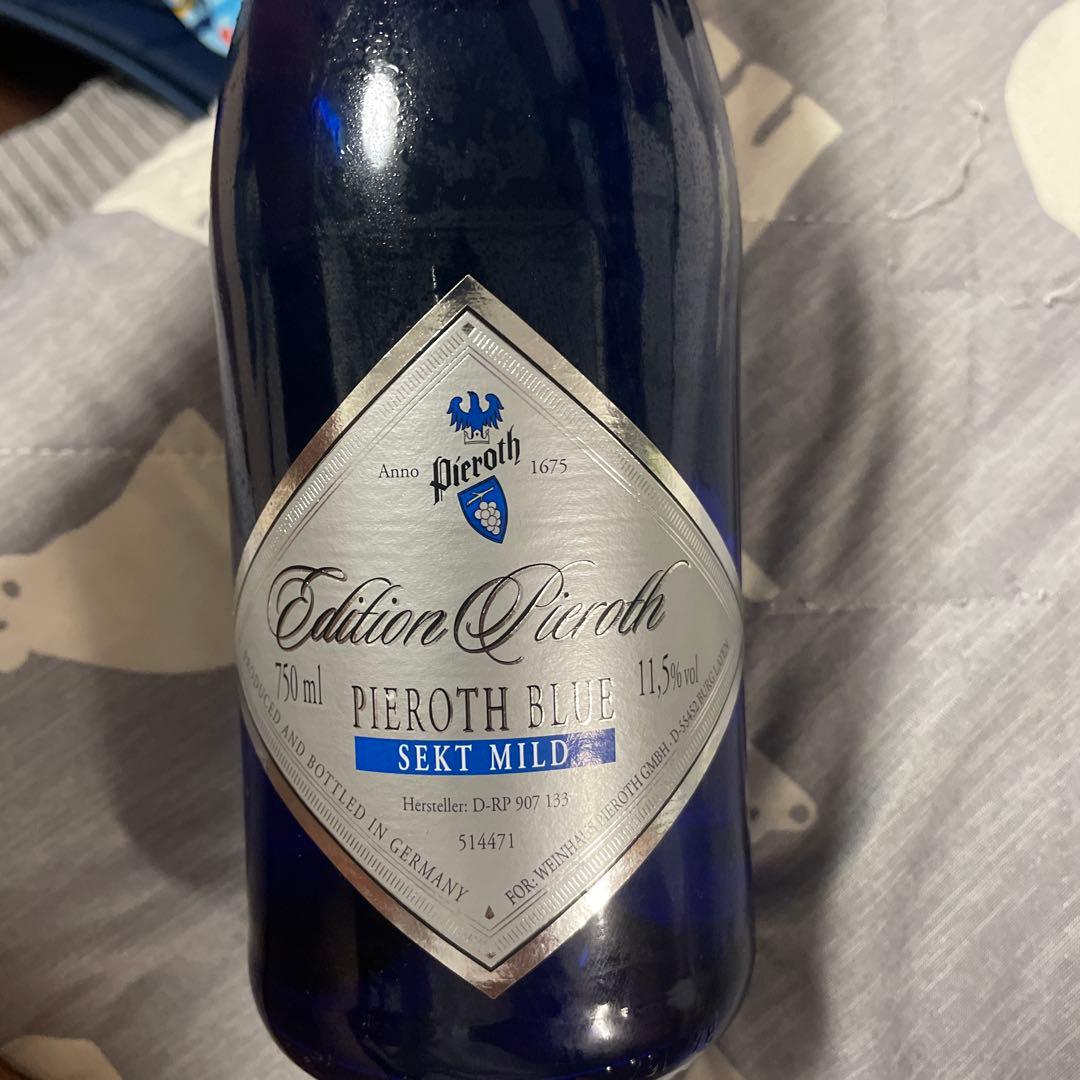 Anno Pieroth 1675
Edition Pieroth
750 ml
11,5% vol
PIEROTH BLUE
SEKT MILD
Hersteller: D-RP 907 133
514471
PRODUCED AND BOTTLED IN GERMANY
FOR: WEINHAUS PIEROTH GMBH · D-55452 BURG LAYEN